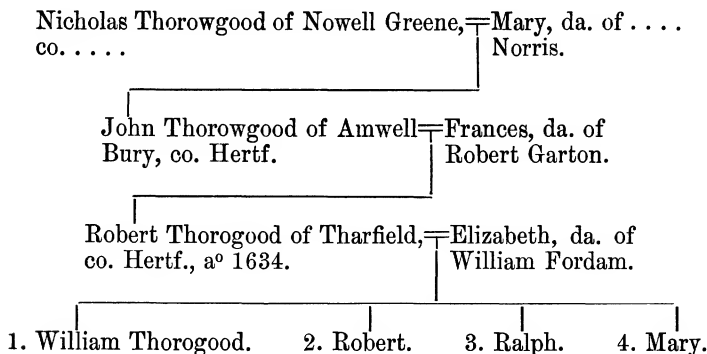 Nicholas Thorowgood of Nowell Greene,=Mary, da. of . . . .
co. . . . . Norris.
John Thorowgood of Amwell=Frances, da. of
Bury, co. Hertf. Robert Garton.
Robert Thorogood of Tharfield,=Elizabeth, da. of
co. Hertf., aº 1634. William Fordam.
1. William Thorogood. 2. Robert. 3. Ralph. 4. Mary.